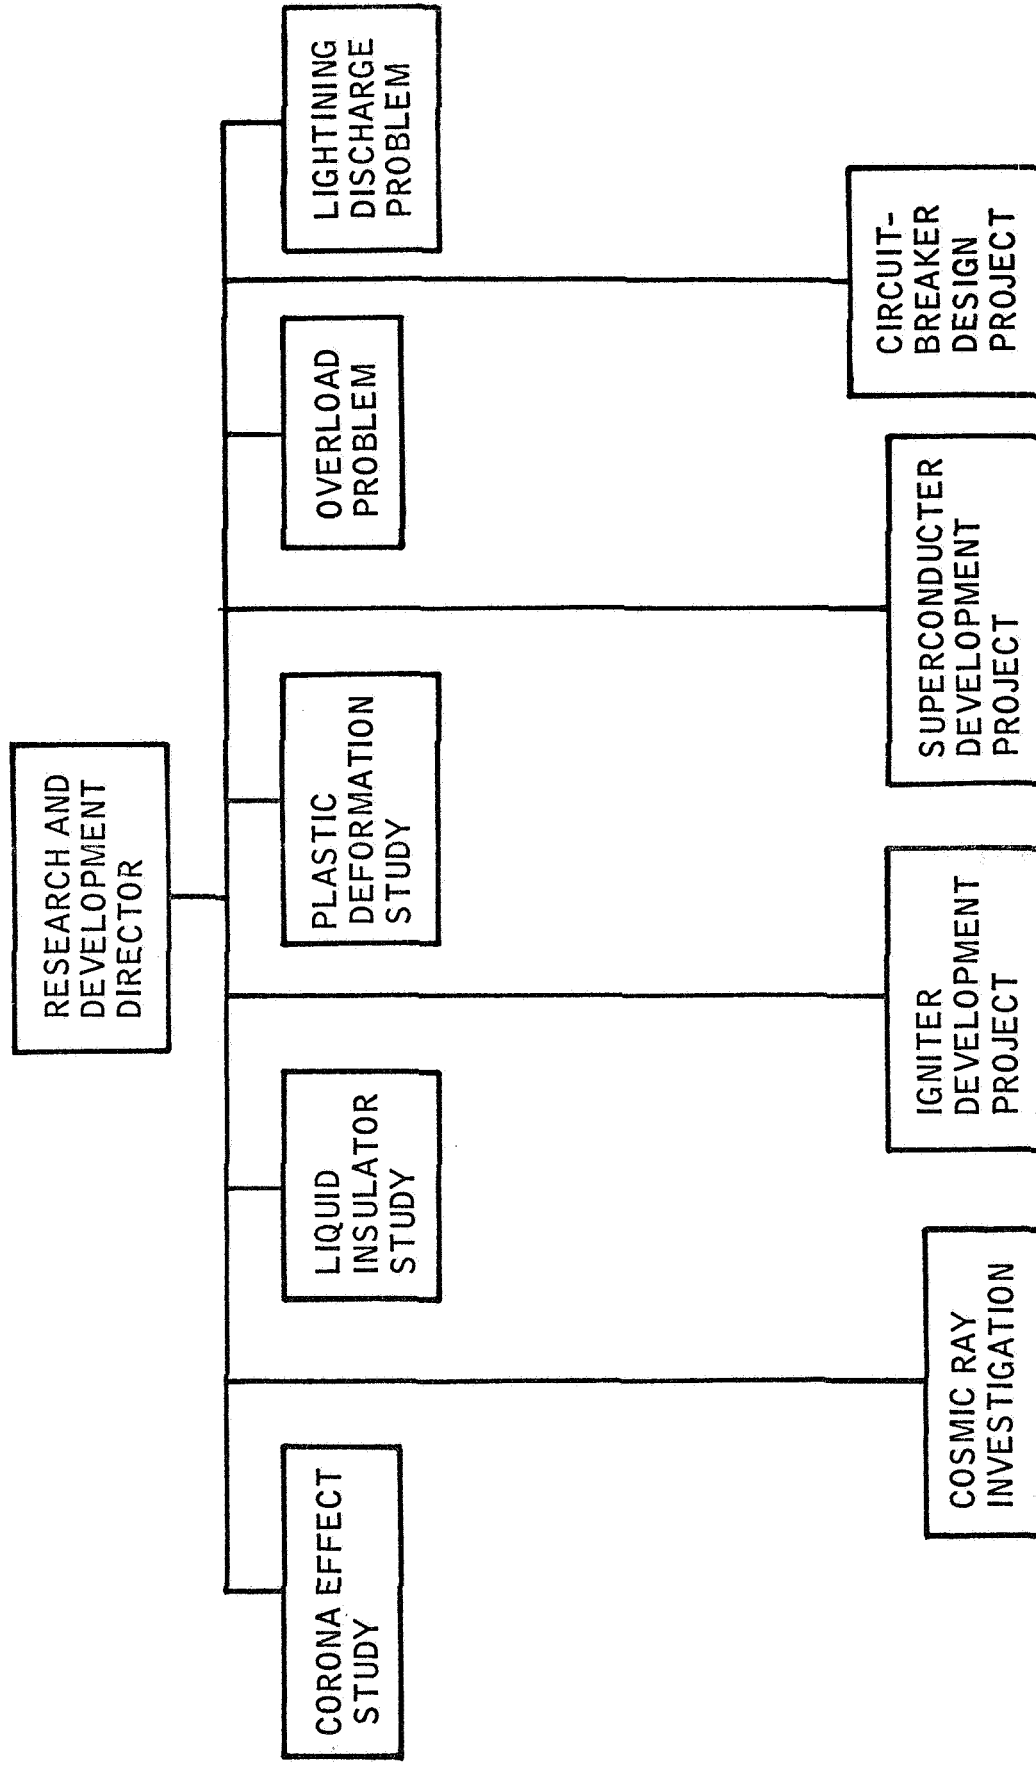 RESEARCH AND
DEVELOPMENT
DIRECTOR
CORONA EFFECT
STUDY
LIQUID
INSULATOR
STUDY
PLASTIC
DEFORMATION
STUDY
OVERLOAD
PROBLEM
LIGHTINING
DISCHARGE
PROBLEM
COSMIC RAY
INVESTIGATION
IGNITER
DEVELOPMENT
PROJECT
SUPERCONDUCTER
DEVELOPMENT
PROJECT
CIRCUIT-
BREAKER
DESIGN
PROJECT